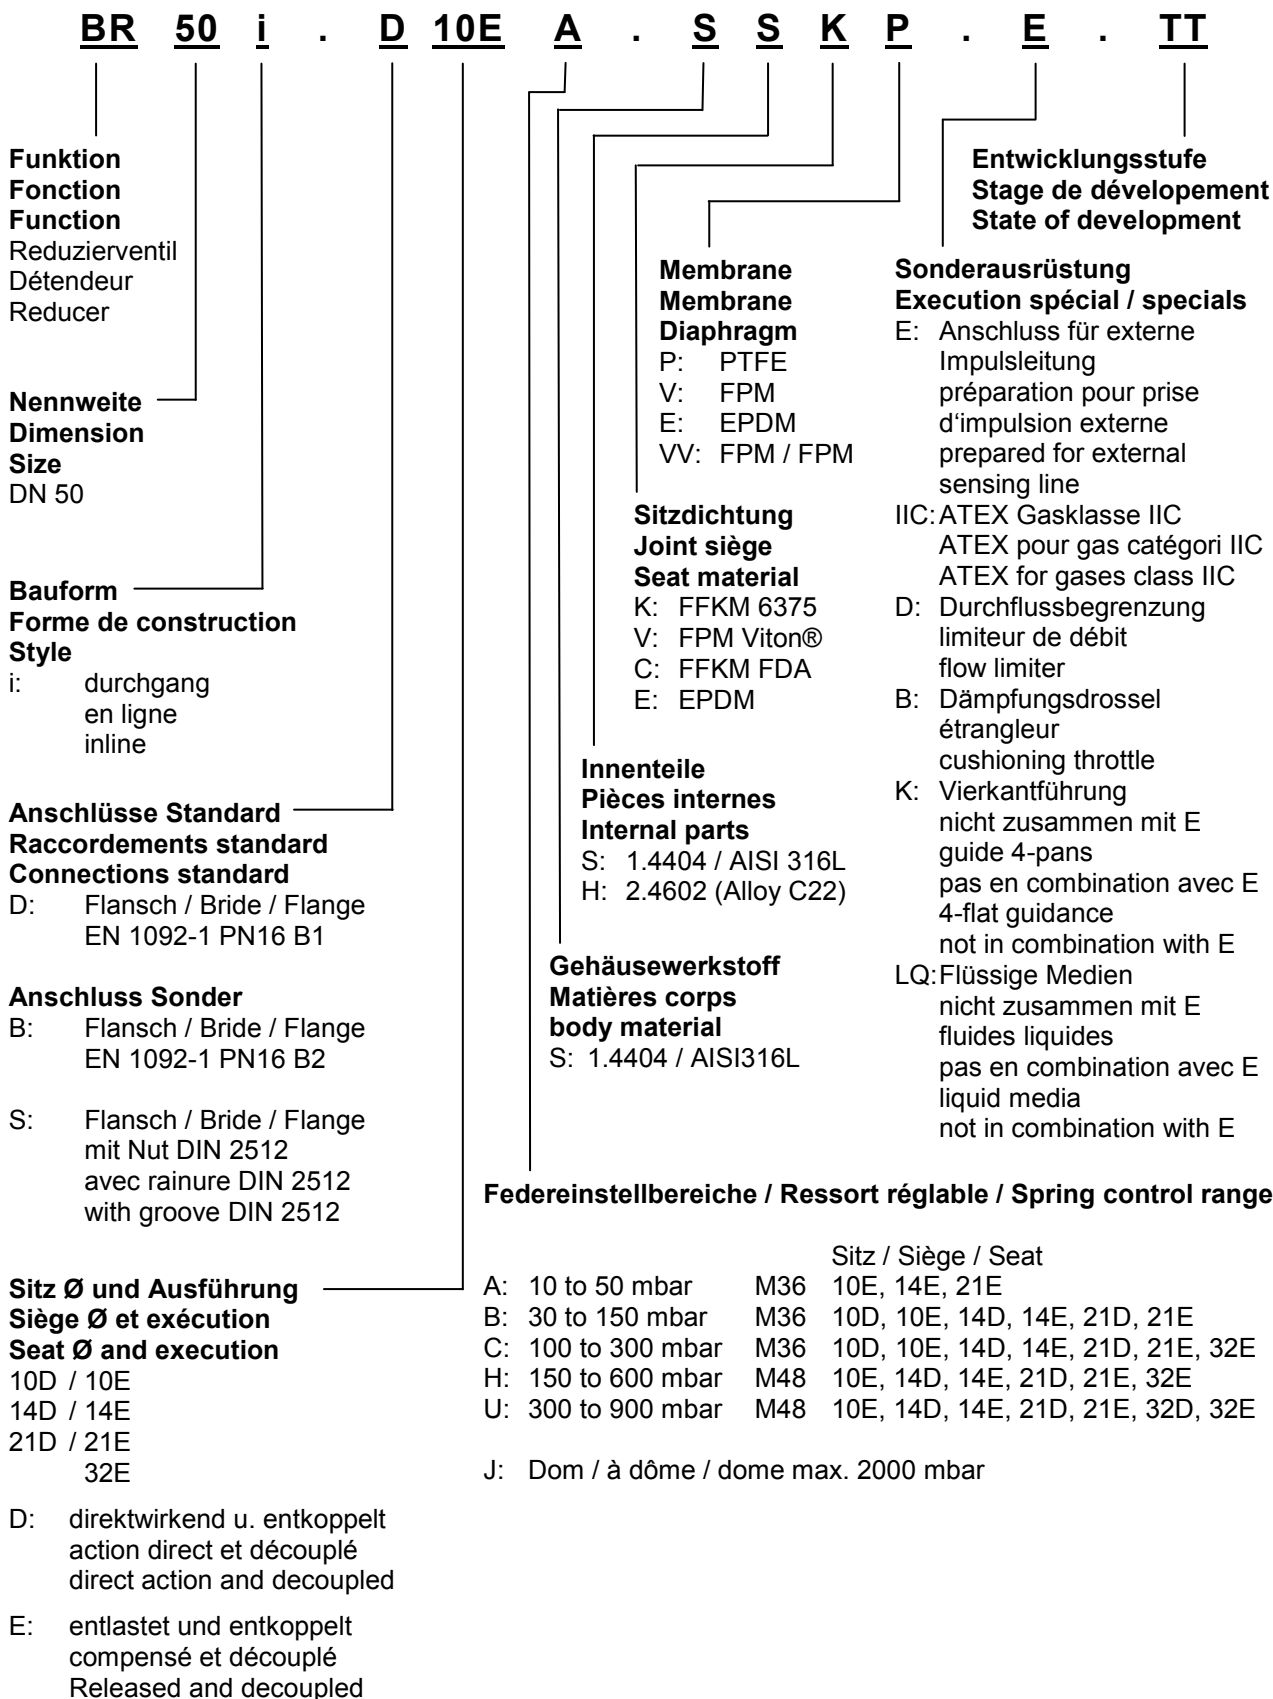 BR 50 i . D 10E A . S S K P . E . TT
Funktion
Fonction
Function
Reduzierventil
Détendeur
Reducer
Nennweite
Dimension
Size
DN 50
Bauform
Forme de construction
Style
i: durchgang
en ligne
inline
Anschlüsse Standard
Raccordements standard
Connections standard
D: Flansch / Bride / Flange
EN 1092-1 PN16 B1
Anschluss Sonder
B: Flansch / Bride / Flange
EN 1092-1 PN16 B2
S: Flansch / Bride / Flange
mit Nut DIN 2512
avec rainure DIN 2512
with groove DIN 2512
Sitz Ø und Ausführung
Siège Ø et exécution
Seat Ø and execution
10D / 10E
14D / 14E
21D / 21E
32E
D: direktwirkend u. entkoppelt
action direct et découplé
direct action and decoupled
E: entlastet und entkoppelt
compensé et découplé
Released and decoupled
Entwicklungsstufe
Stage de dévelopement
State of development
Membrane
Membrane
Diaphragm
P: PTFE
V: FPM
E: EPDM
VV: FPM / FPM
Sitzdichtung
Joint siège
Seat material
K: FFKM 6375
V: FPM Viton®
C: FFKM FDA
E: EPDM
Innenteile
Pièces internes
Internal parts
S: 1.4404 / AISI 316L
H: 2.4602 (Alloy C22)
Gehäusewerkstoff
Matières corps
body material
S: 1.4404 / AISI316L
Sonderausrüstung
Execution spécial / specials
E: Anschluss für externe
Impulsleitung
préparation pour prise
d‘impulsion externe
prepared for external
sensing line
IIC: ATEX Gasklasse IIC
ATEX pour gas catégori IIC
ATEX for gases class IIC
D: Durchflussbegrenzung
limiteur de débit
flow limiter
B: Dämpfungsdrossel
étrangleur
cushioning throttle
K: Vierkantführung
nicht zusammen mit E
guide 4-pans
pas en combination avec E
4-flat guidance
not in combination with E
LQ: Flüssige Medien
nicht zusammen mit E
fluides liquides
pas en combination avec E
liquid media
not in combination with E
Federeinstellbereiche / Ressort réglable / Spring control range
Sitz / Siège / Seat
A: 10 to 50 mbar M36 10E, 14E, 21E
B: 30 to 150 mbar M36 10D, 10E, 14D, 14E, 21D, 21E
C: 100 to 300 mbar M36 10D, 10E, 14D, 14E, 21D, 21E, 32E
H: 150 to 600 mbar M48 10E, 14D, 14E, 21D, 21E, 32E
U: 300 to 900 mbar M48 10E, 14D, 14E, 21D, 21E, 32D, 32E
J: Dom / à dôme / dome max. 2000 mbar